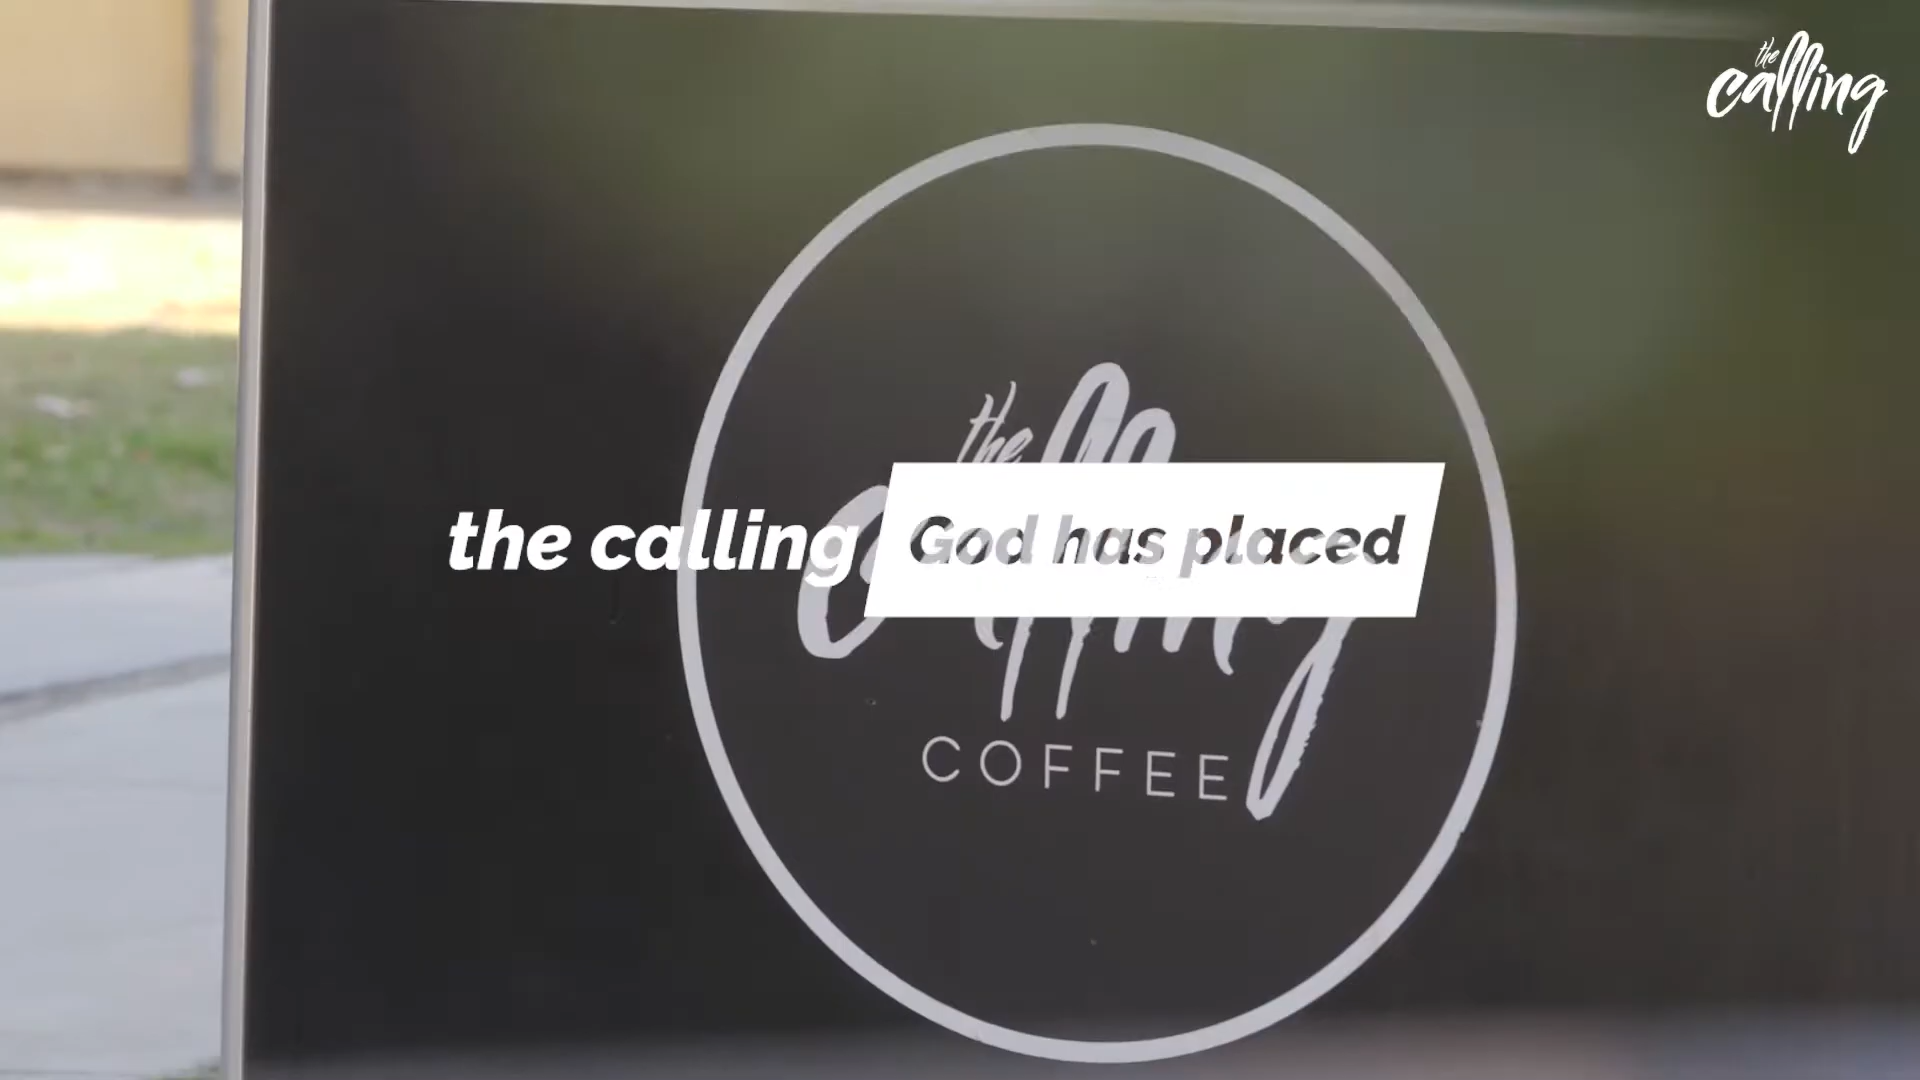 the
calling
the
calling
the calling God has placed
COFFEE